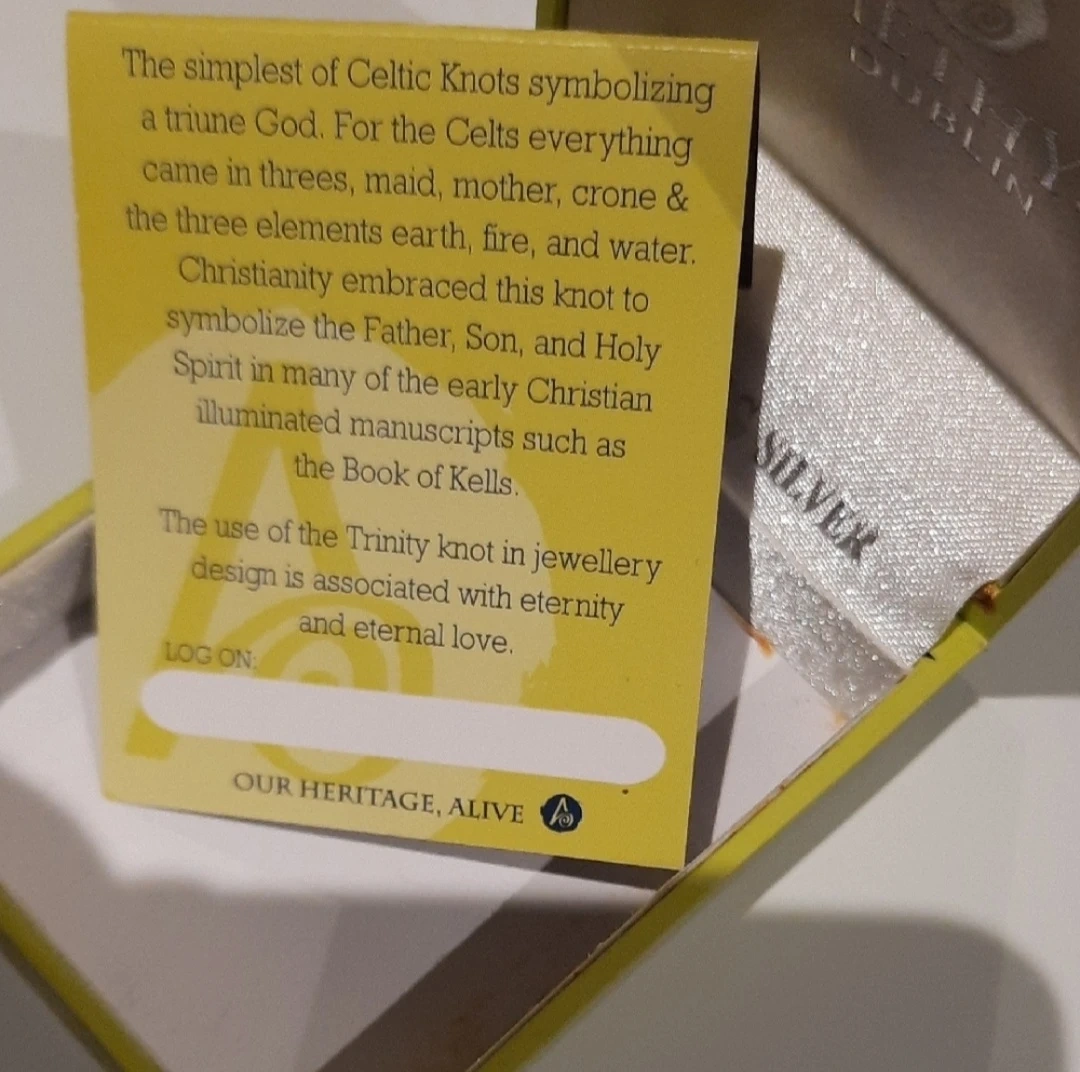 The simplest of Celtic Knots symbolizing
a triune God. For the Celts everything
came in threes, maid, mother, crone &
the three elements earth, fire, and water.
Christianity embraced this knot to
symbolize the Father, Son, and Holy
Spirit in many of the early Christian
illuminated manuscripts such as
the Book of Kells.
The use of the Trinity knot in jewellery
design is associated with eternity
and eternal love.
LOG ON:
OUR HERITAGE, ALIVE
DUBLIN
SILVER